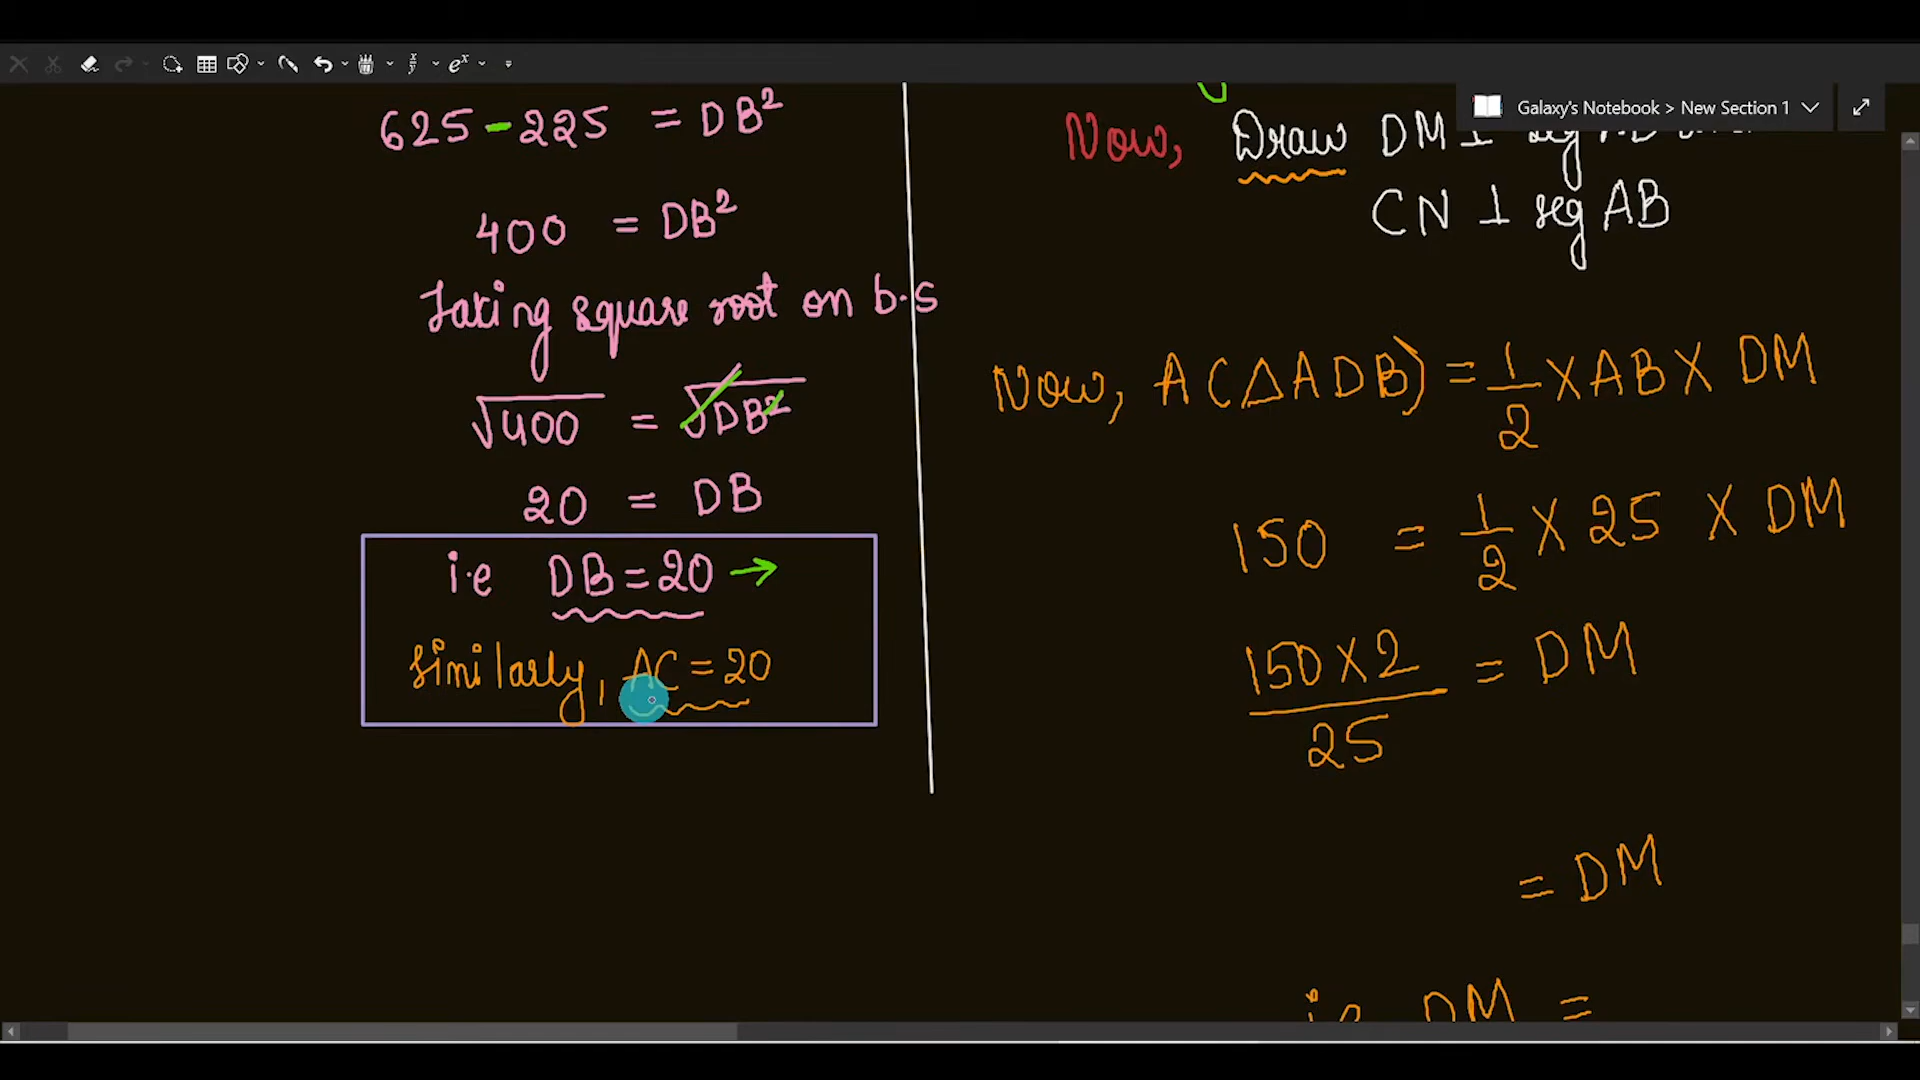 Galaxy's Notebook > New Section 1
625-225 = DB²
400 = DB²
Taking square root on b.s
√400 = √DB²
20 = DB
i.e DB=20 →
Similarly, AC=20
Now, Draw DM ⊥ seg
CN ⊥ seg AB
Now, A(△ADB) = 1/2 X AB X DM
150 = 1/2 X 25 X DM
150 X 2 / 25 = DM
= DM
DM =